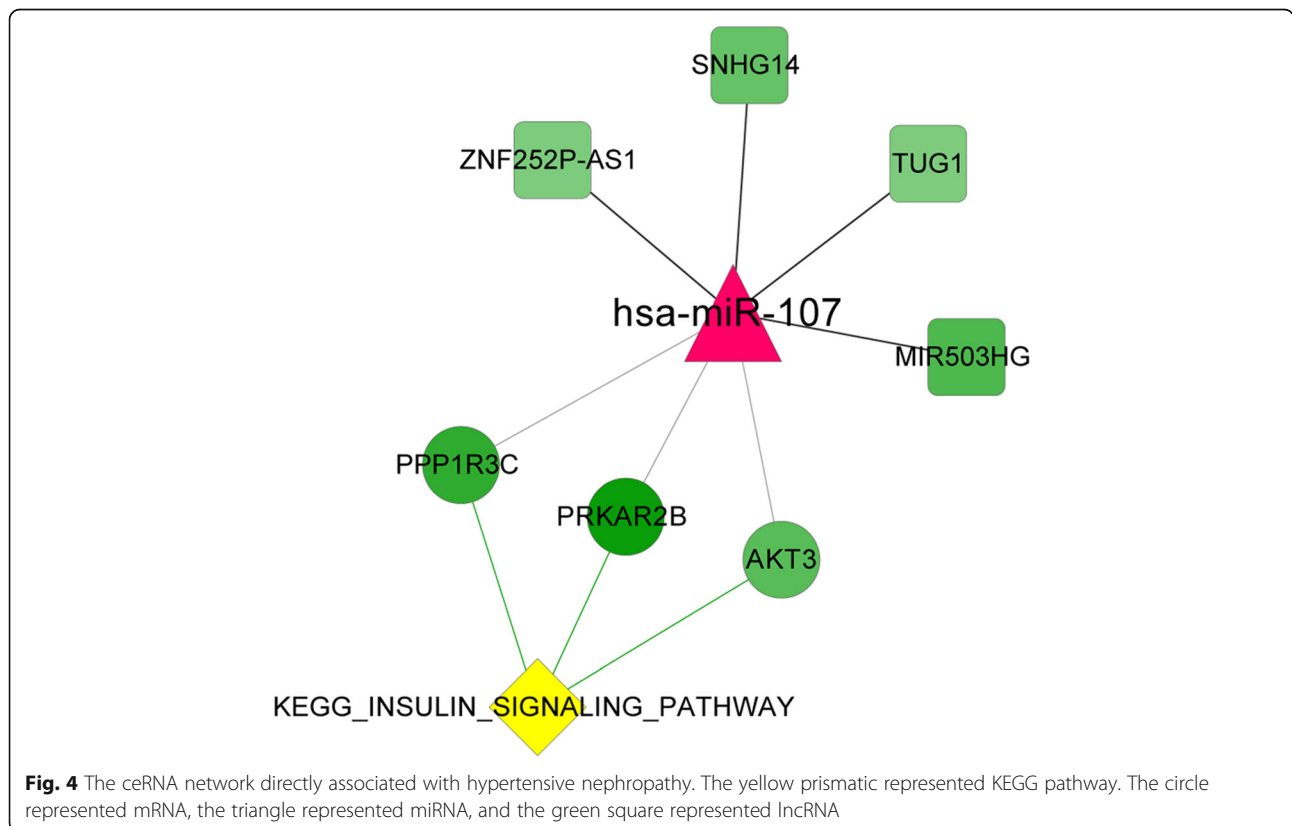 SNHG14
ZNF252P-AS1
TUG1
hsa-miR-107
MIR503HG
PPP1R3C
PRKAR2B
AKT3
KEGG_INSULIN_SIGNALING_PATHWAY
Fig. 4 The ceRNA network directly associated with hypertensive nephropathy. The yellow prismatic represented KEGG pathway. The circle
represented mRNA, the triangle represented miRNA, and the green square represented lncRNA